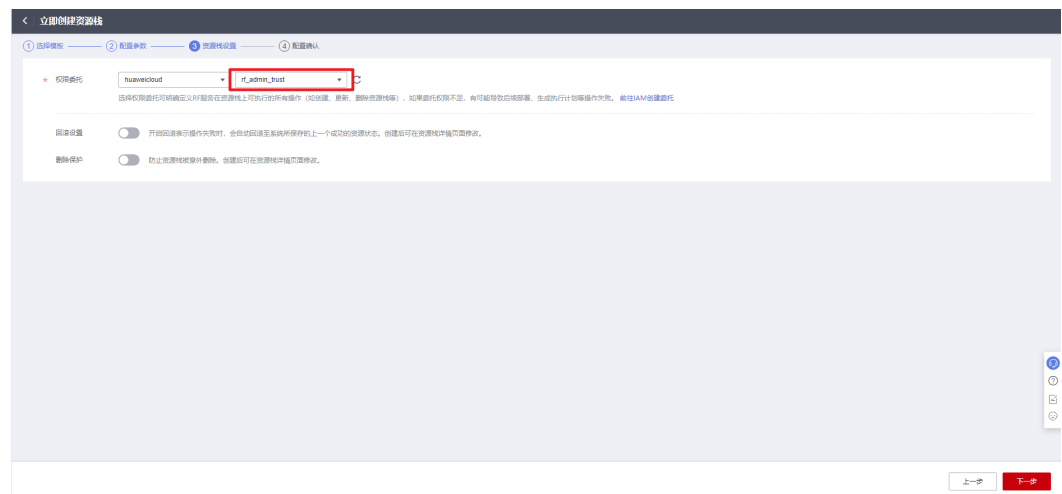 立即创建资源栈
1 选择模板 2 配置参数 3 资源栈设置 4 配置确认
* 权限委托 huaweicloud rf_admin_trust
选择权限委托可明确定义RF服务在资源栈上可执行的所有操作（如创建、更新、删除资源栈等），如果委托权限不足，有可能导致后续部署、生成执行计划等操作失败。 前往IAM创建委托
回滚设置 开启回滚表示操作失败时，会自动回滚至系统所保存的上一个成功的资源状态。创建后可在资源栈详情页面修改。
删除保护 防止资源栈被意外删除。创建后可在资源栈详情页面修改。
上一步 下一步